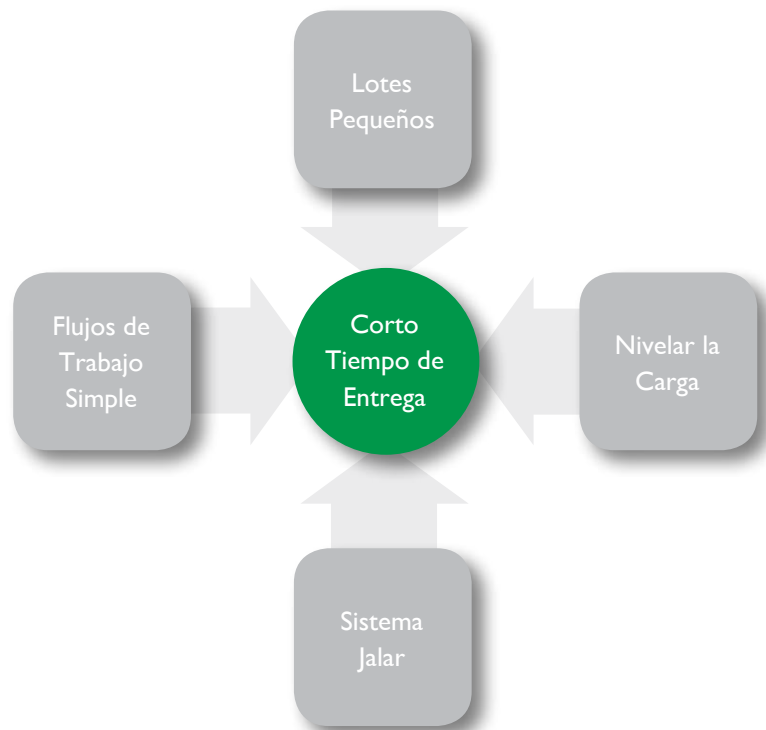 Lotes
Pequeños
Flujos de
Trabajo
Simple
Corto
Tiempo de
Entrega
Nivelar la
Carga
Sistema
Jalar